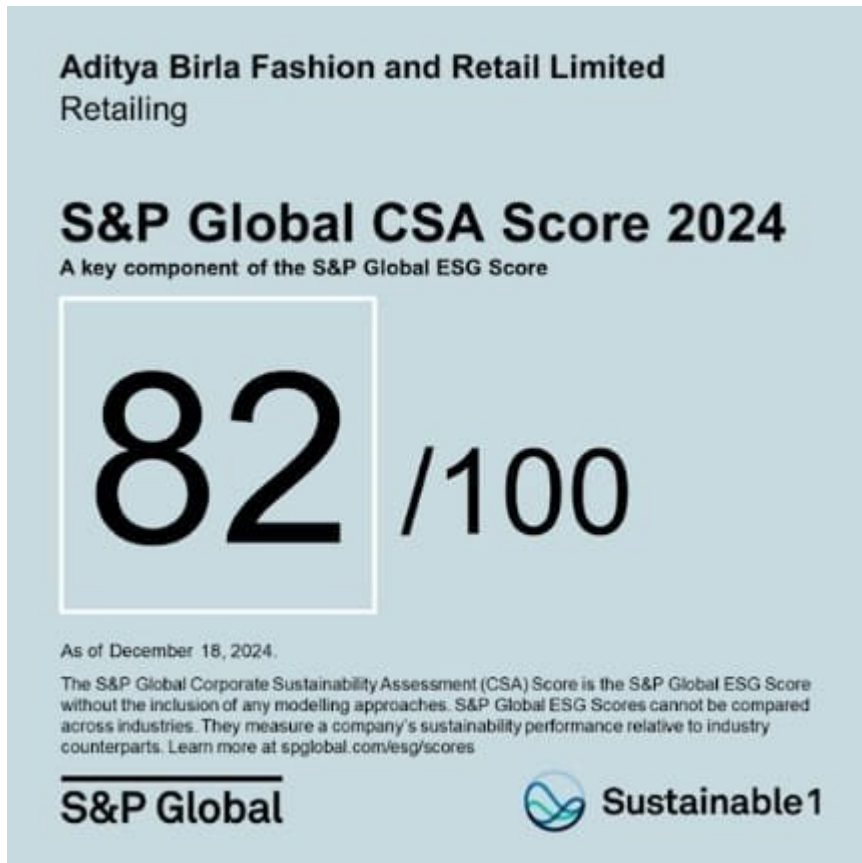 Aditya Birla Fashion and Retail Limited
Retailing
S&P Global CSA Score 2024
A key component of the S&P Global ESG Score
82 /100
As of December 18, 2024.
The S&P Global Corporate Sustainability Assessment (CSA) Score is the S&P Global ESG Score
without the inclusion of any modelling approaches. S&P Global ESG Scores cannot be compared
across industries. They measure a company's sustainability performance relative to industry
counterparts. Learn more at spglobal.com/esg/scores
S&P Global
Sustainable1